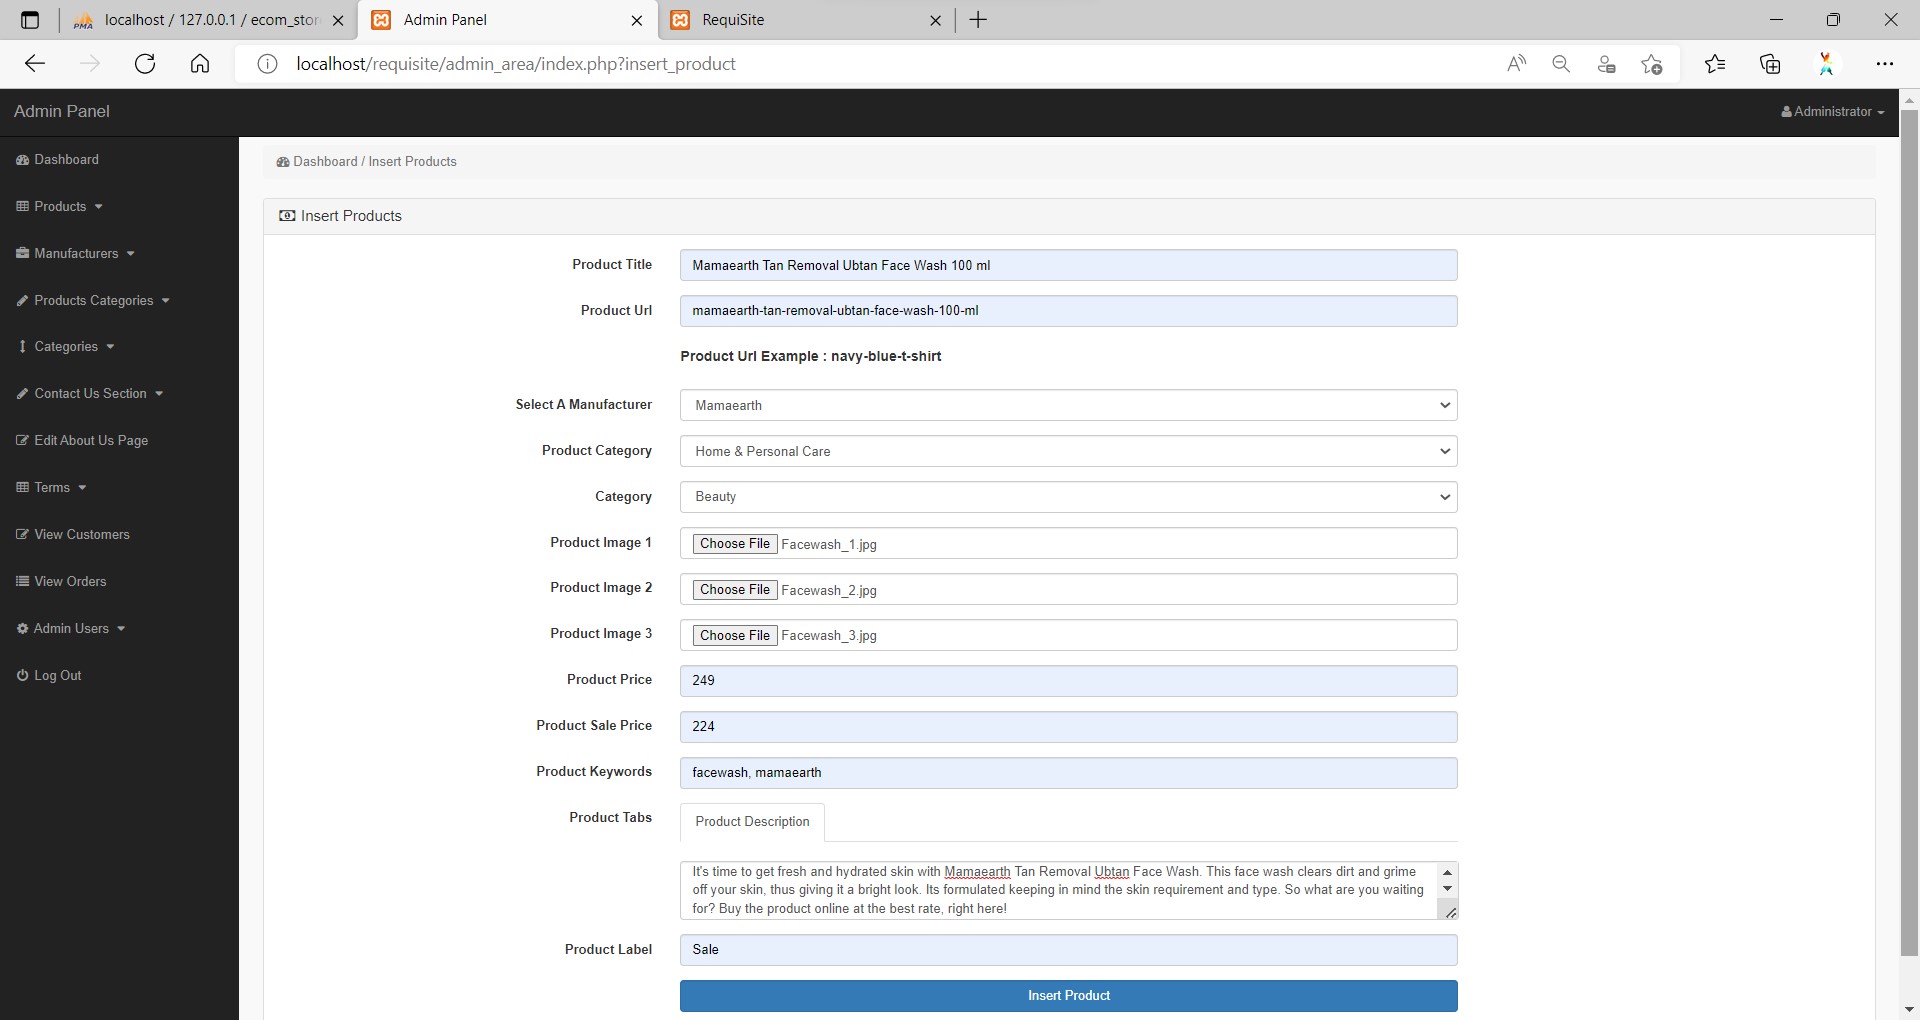 localhost / 127.0.0.1 / ecom_stor
Admin Panel
RequiSite
localhost/requisite/admin_area/index.php?insert_product
Admin Panel
Administrator
Dashboard
Products
Manufacturers
Products Categories
Categories
Contact Us Section
Edit About Us Page
Terms
View Customers
View Orders
Admin Users
Log Out
Dashboard / Insert Products
Insert Products
Product Title
Mamaearth Tan Removal Ubtan Face Wash 100 ml
Product Url
mamaearth-tan-removal-ubtan-face-wash-100-ml
Product Url Example : navy-blue-t-shirt
Select A Manufacturer
Mamaearth
Product Category
Home & Personal Care
Category
Beauty
Product Image 1
Choose File Facewash_1.jpg
Product Image 2
Choose File Facewash_2.jpg
Product Image 3
Choose File Facewash_3.jpg
Product Price
249
Product Sale Price
224
Product Keywords
facewash, mamaearth
Product Tabs
Product Description
It's time to get fresh and hydrated skin with Mamaearth Tan Removal Ubtan Face Wash. This face wash clears dirt and grime
off your skin, thus giving it a bright look. Its formulated keeping in mind the skin requirement and type. So what are you waiting
for? Buy the product online at the best rate, right here!
Product Label
Sale
Insert Product